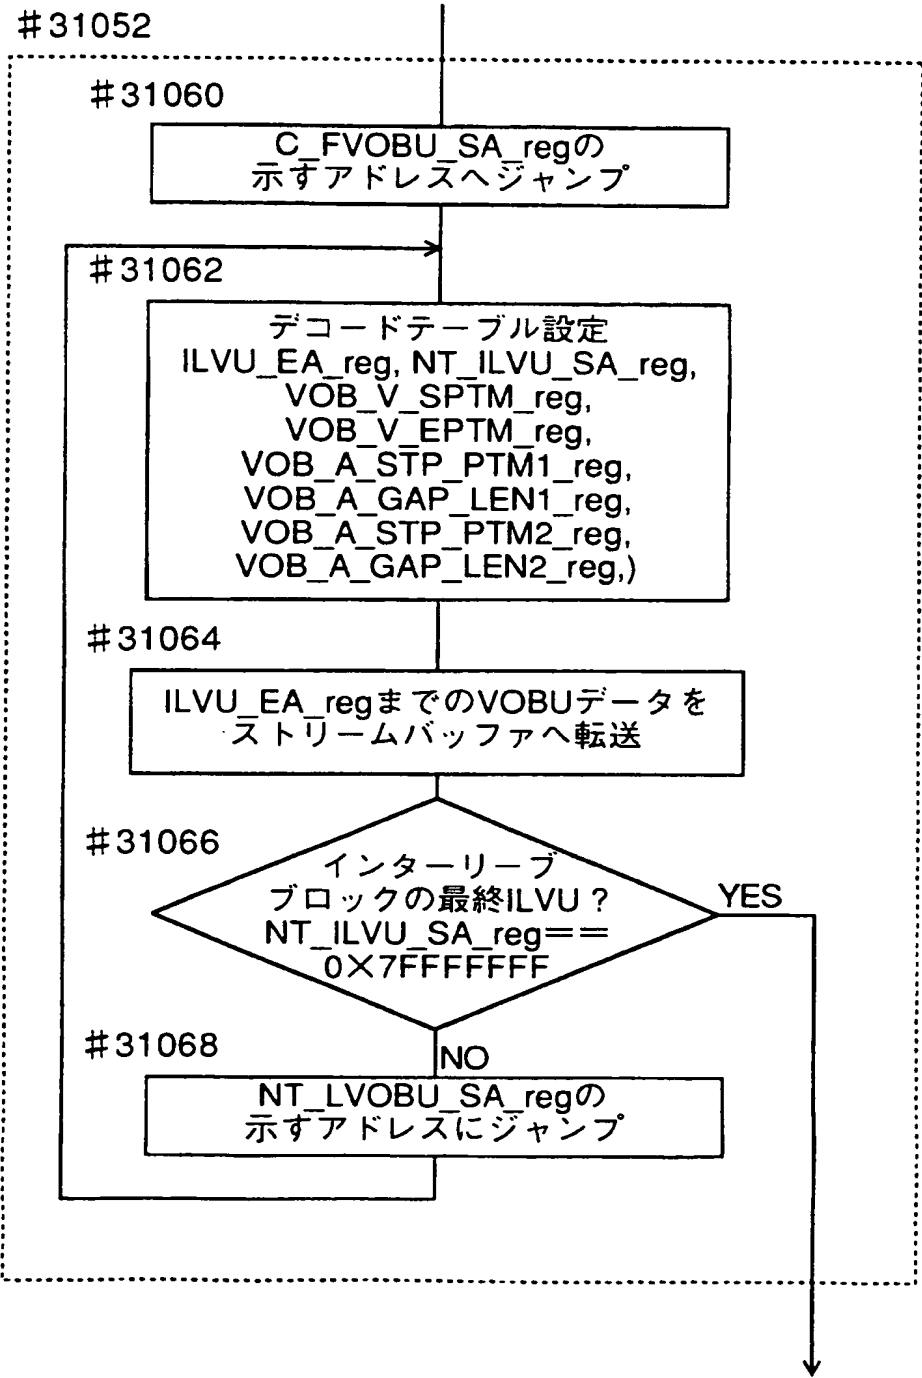 #31052
#31060
C_FVOBU_SA_regの
示すアドレスへジャンプ
#31062
デコードテーブル設定
ILVU_EA_reg, NT_ILVU_SA_reg,
VOB_V_SPTM_reg,
VOB_V_EPTM_reg,
VOB_A_STP_PTM1_reg,
VOB_A_GAP_LEN1_reg,
VOB_A_STP_PTM2_reg,
VOB_A_GAP_LEN2_reg,)
#31064
ILVU_EA_regまでのVOBUデータを
ストリームバッファへ転送
#31066
インターリーブ
ブロックの最終ILVU？
NT_ILVU_SA_reg==
0×7FFFFFFF
YES
#31068
NO
NT_LVOBU_SA_regの
示すアドレスにジャンプ